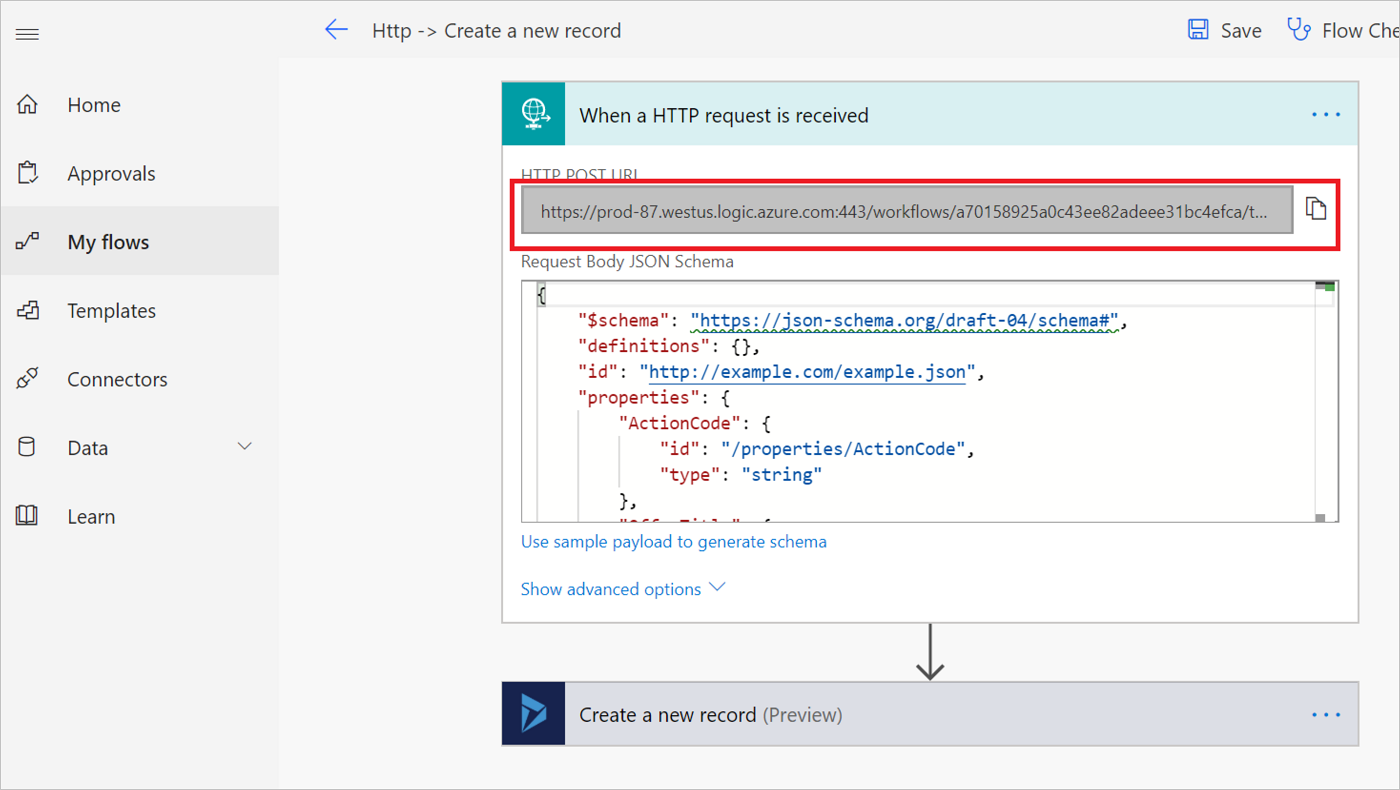 Http -> Create a new record
Save
Flow Che
Home
Approvals
My flows
Templates
Connectors
Data
Learn
When a HTTP request is received
HTTP POST URL
https://prod-87.westus.logic.azure.com:443/workflows/a70158925a0c43ee82adeee31bc4efca/t...
Request Body JSON Schema
{
"$schema": "https://json-schema.org/draft-04/schema#",
"definitions": {},
"id": "http://example.com/example.json",
"properties": {
"ActionCode": {
"id": "/properties/ActionCode",
"type": "string"
},
Use sample payload to generate schema
Show advanced options
Create a new record (Preview)